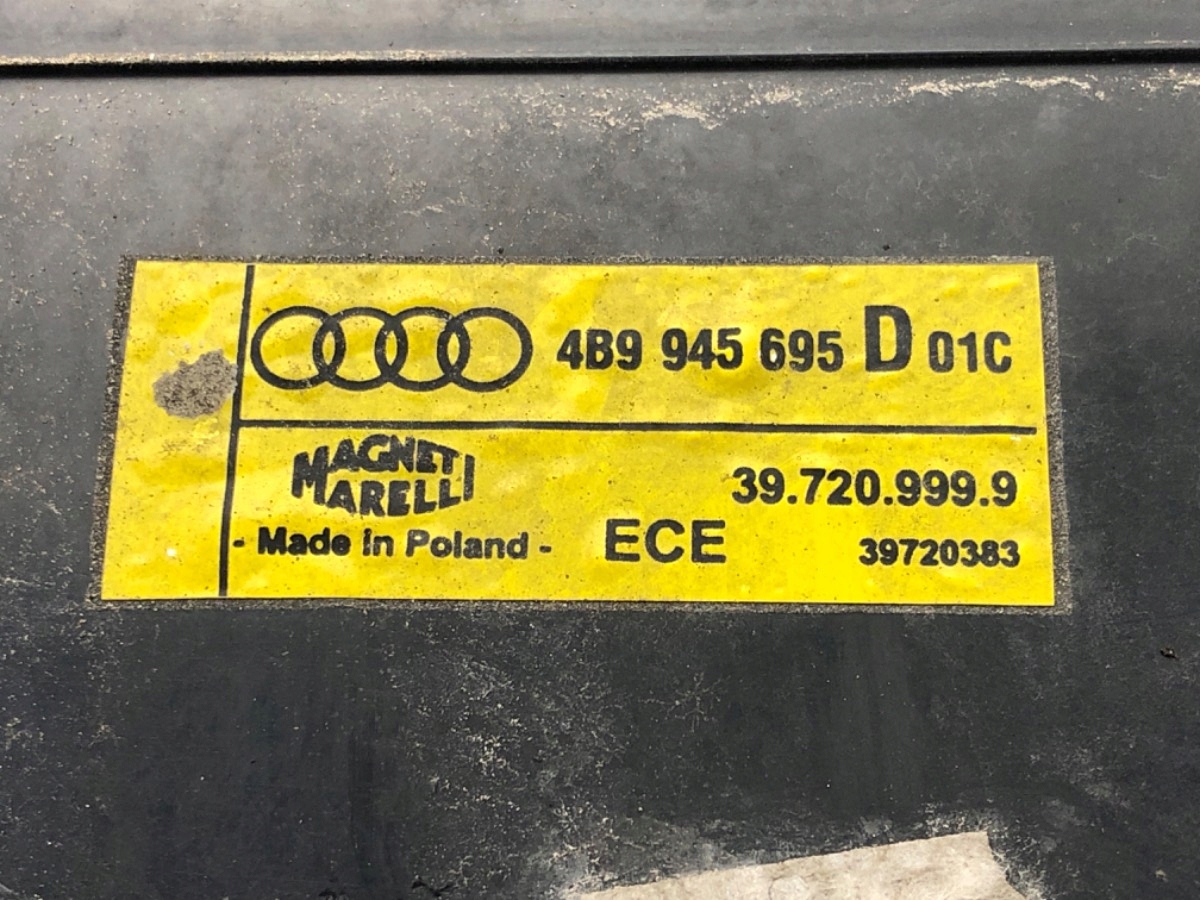 4B9 945 695 D 01C
MAGNETI
MARELLI
39.720.999.9
- Made in Poland -
ECE
39720383